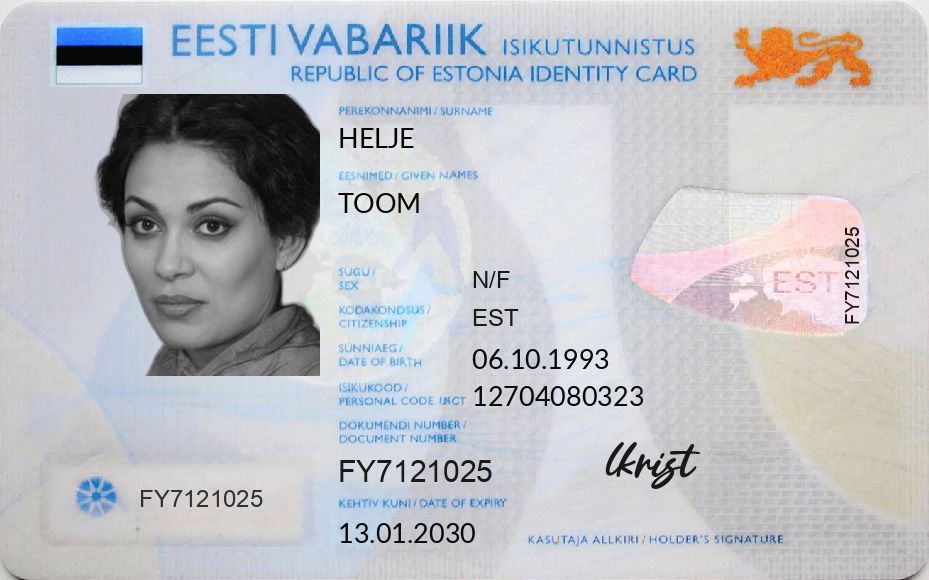 EESTI VABARIIK ISIKUTUNNISTUS
REPUBLIC OF ESTONIA IDENTITY CARD
PEREKONNANIMI / SURNAME
HELJE
EESNIMED / GIVEN NAMES
TOOM
SUGU /
SEX
N/F
KODAKONDSUS /
CITIZENSHIP
EST
SÜNNIAEG /
DATE OF BIRTH
06.10.1993
ISIKUKOOD /
PERSONAL CODE
12704080323
DOKUMENDI NUMBER /
DOCUMENT NUMBER
FY7121025
KEHTIV KUNI / DATE OF EXPIRY
13.01.2030
FY7121025
EST
FY7121025
lkrist
KASUTAJA ALLKIRI / HOLDER'S SIGNATURE